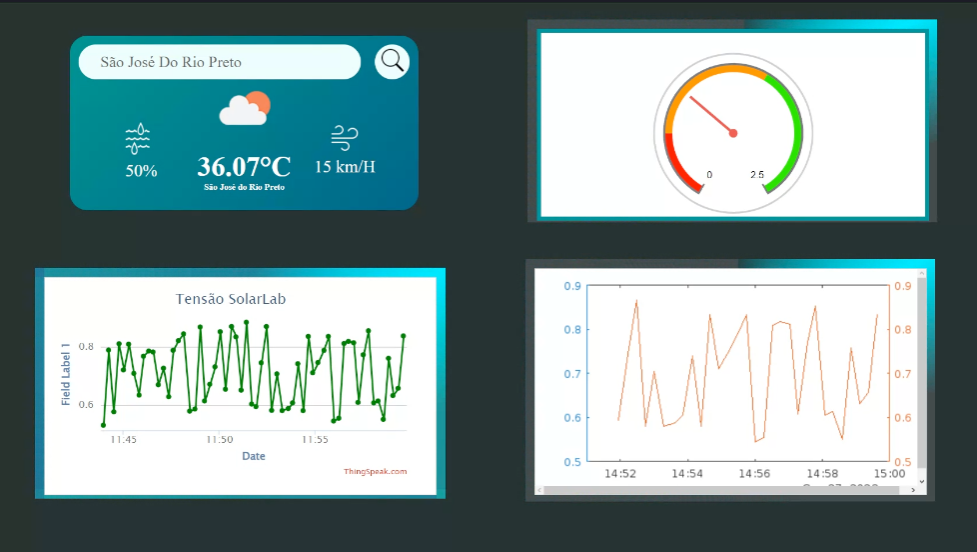 São José Do Rio Preto
50%
36.07°C
São José do Rio Preto
15 km/H
0
2.5
Tensão SolarLab
Field Label 1
0.8
0.6
11:45
11:50
11:55
Date
ThingSpeak.com
0.9
0.8
0.7
0.6
0.5
0.9
0.8
0.7
0.6
0.5
14:52
14:54
14:56
14:58
15:00